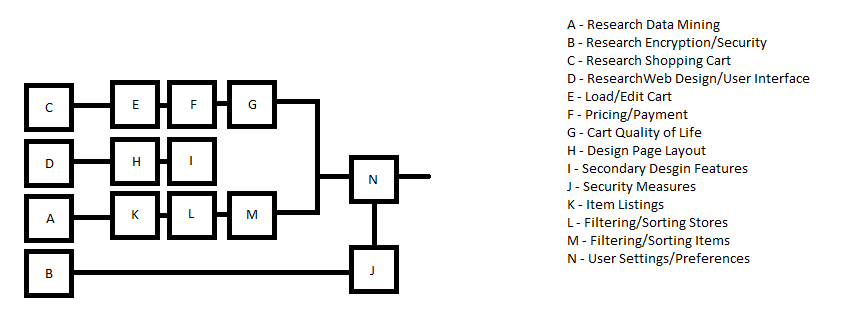 C E F G
D H I
N
A K L M
B J
A - Research Data Mining
B - Research Encryption/Security
C - Research Shopping Cart
D - ResearchWeb Design/User Interface
E - Load/Edit Cart
F - Pricing/Payment
G - Cart Quality of Life
H - Design Page Layout
I - Secondary Desgin Features
J - Security Measures
K - Item Listings
L - Filtering/Sorting Stores
M - Filtering/Sorting Items
N - User Settings/Preferences